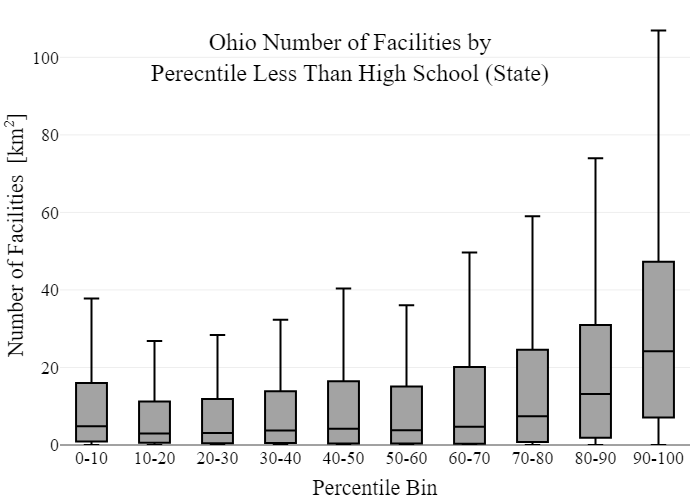 Ohio Number of Facilities by
Perecntile Less Than High School (State)
Number of Facilities [km²]
100
80
60
40
20
0
0-10 10-20 20-30 30-40 40-50 50-60 60-70 70-80 80-90 90-100
Percentile Bin